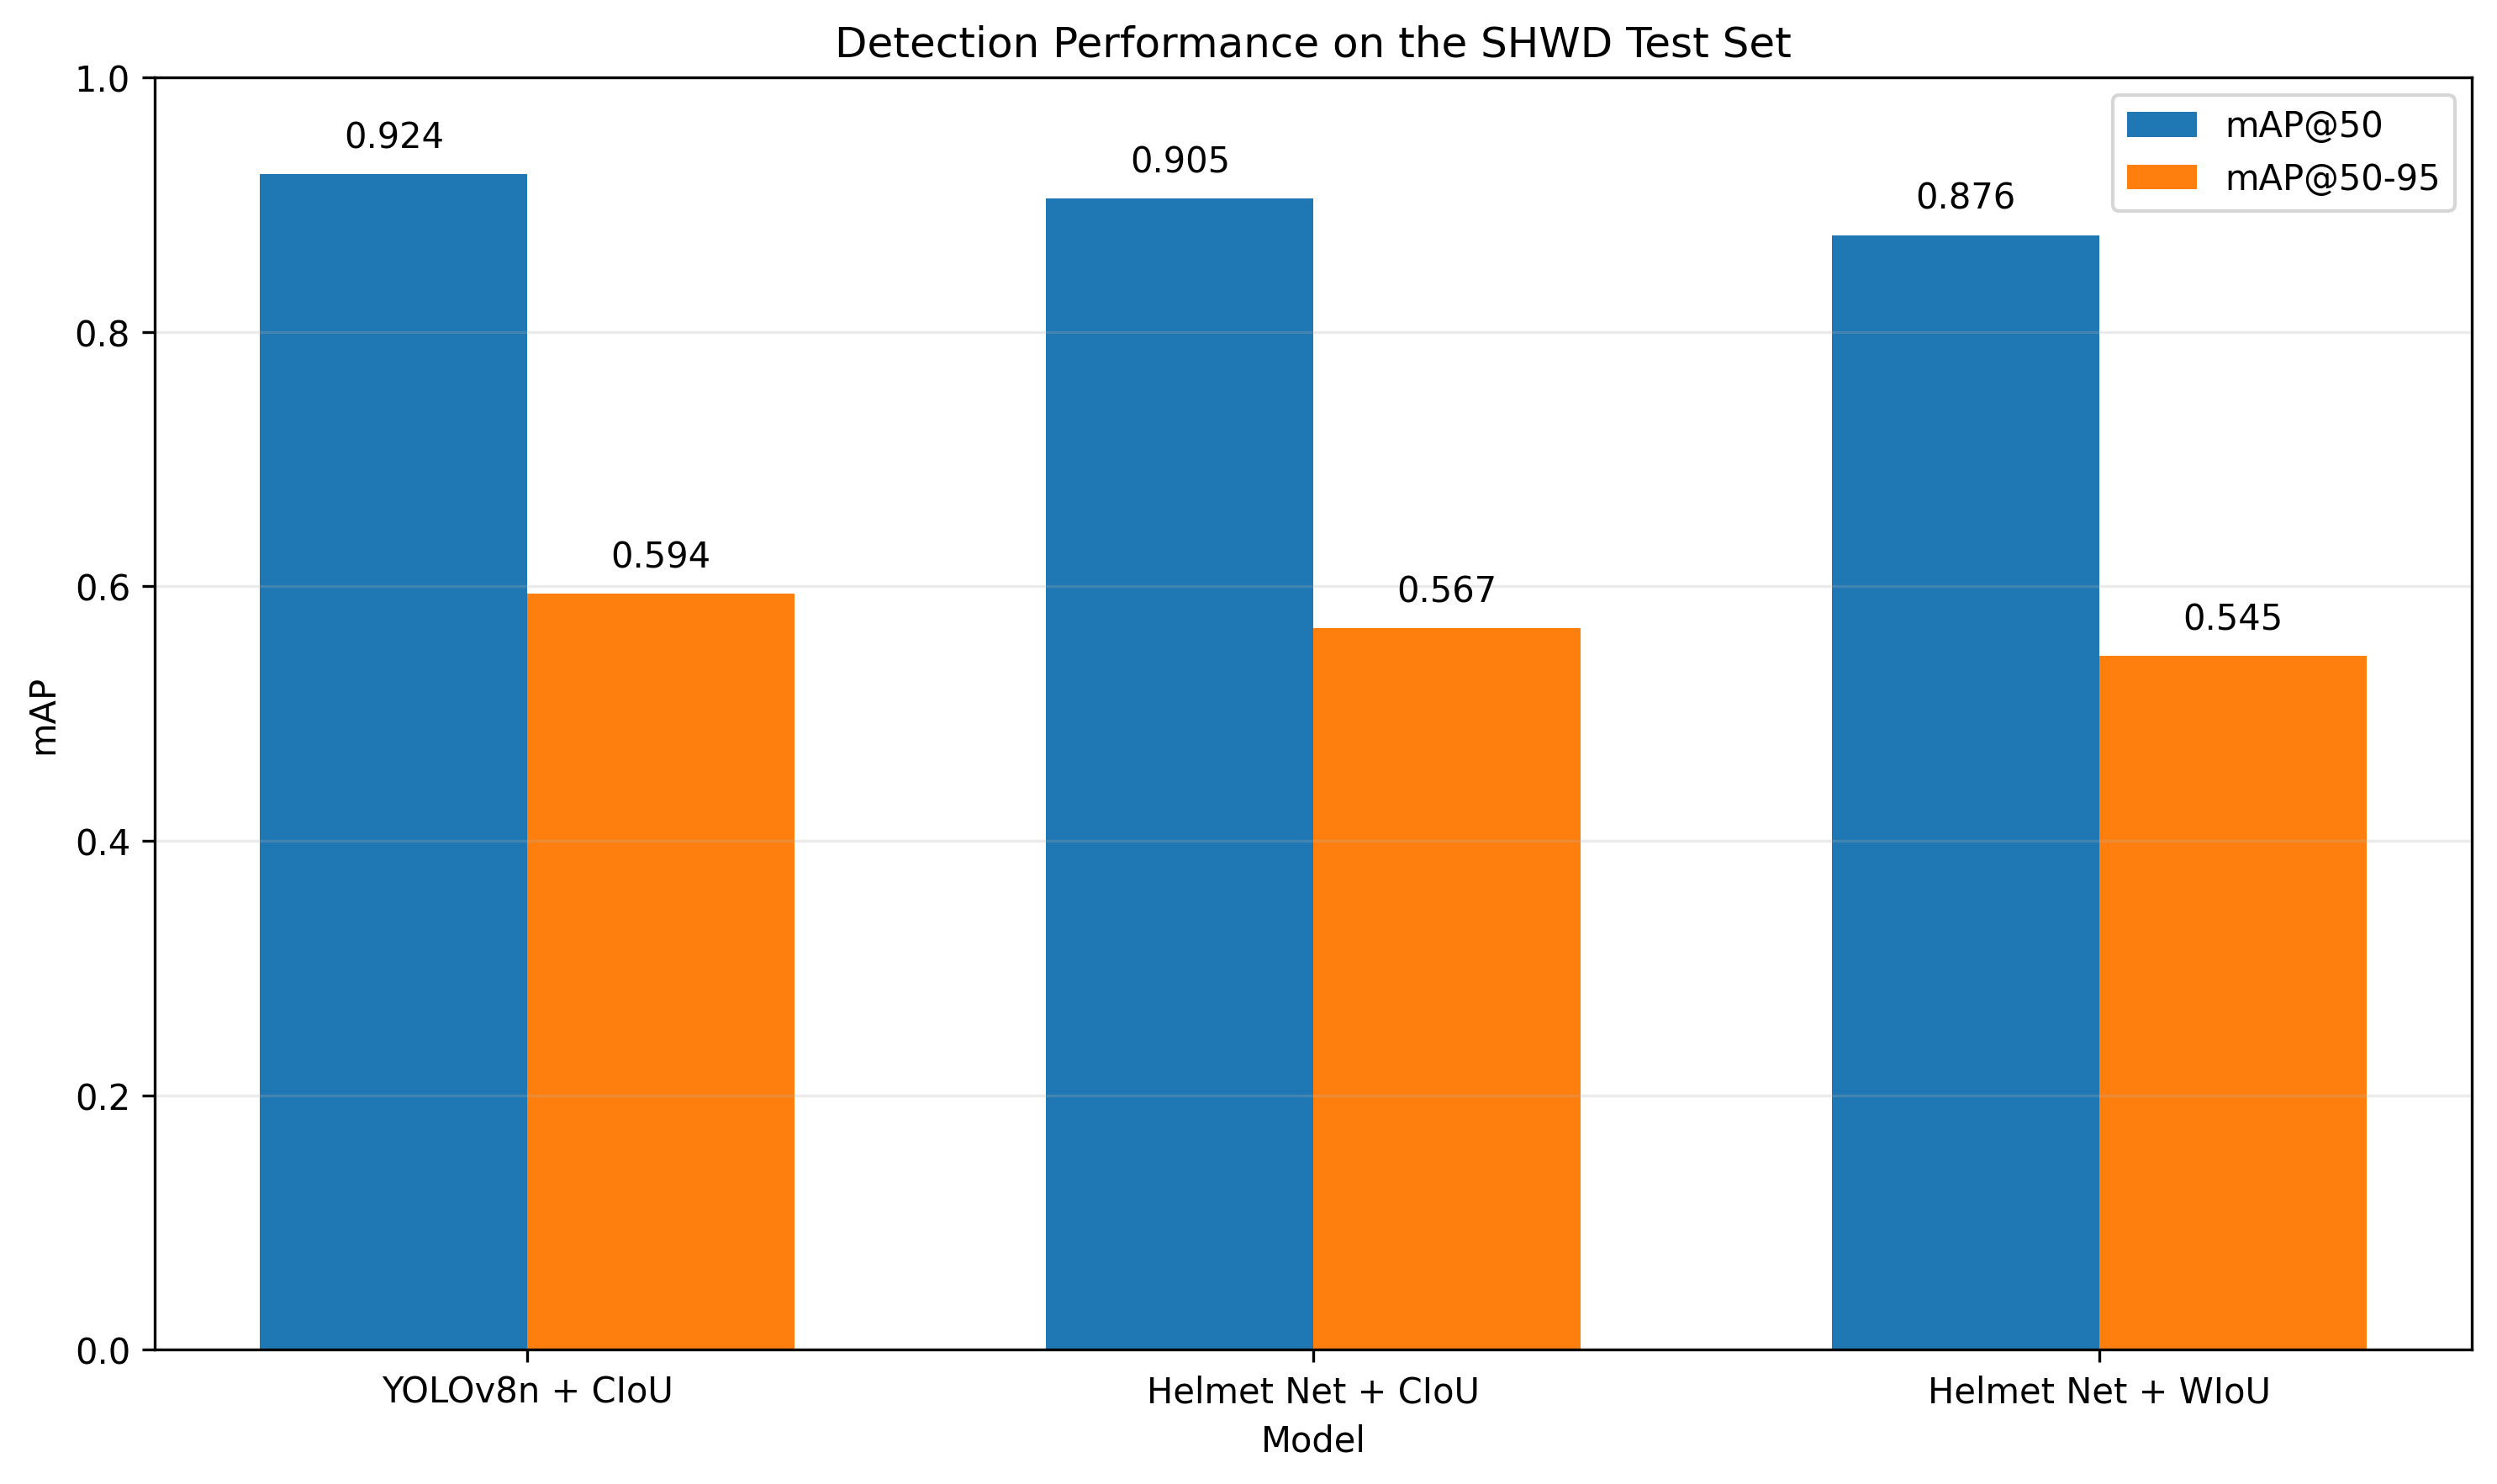 Detection Performance on the SHWD Test Set
1.0
0.8
0.6
0.4
0.2
0.0
mAP
mAP@50
mAP@50-95
0.924
0.594
0.905
0.567
0.876
0.545
YOLOv8n + CIoU
Helmet Net + CIoU
Helmet Net + WIoU
Model